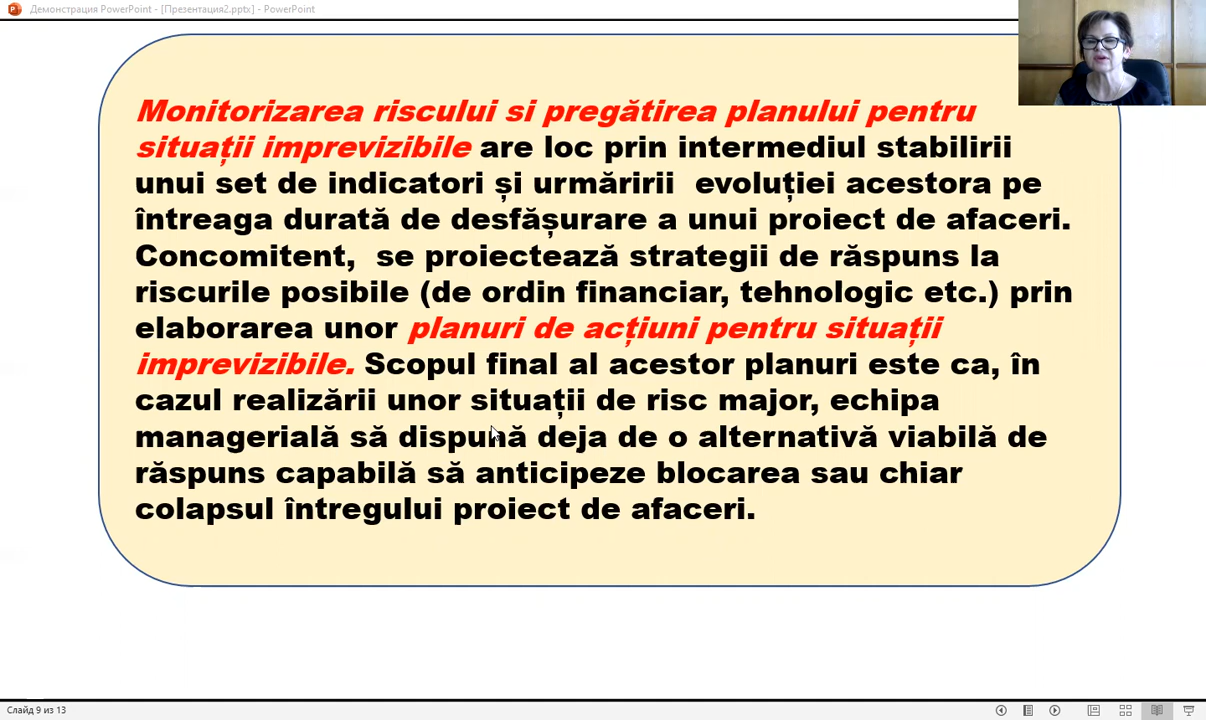 Демонстрация PowerPoint - [Презентация2.pptx] - PowerPoint
Monitorizarea riscului si pregătirea planului pentru
situații imprevizibile are loc prin intermediul stabilirii
unui set de indicatori și urmăririi evoluției acestora pe
întreaga durată de desfășurare a unui proiect de afaceri.
Concomitent, se proiectează strategii de răspuns la
riscurile posibile (de ordin financiar, tehnologic etc.) prin
elaborarea unor planuri de acțiuni pentru situații
imprevizibile. Scopul final al acestor planuri este ca, în
cazul realizării unor situații de risc major, echipa
managerială să dispună deja de o alternativă viabilă de
răspuns capabilă să anticipeze blocarea sau chiar
colapsul întregului proiect de afaceri.
Слайд 9 из 13